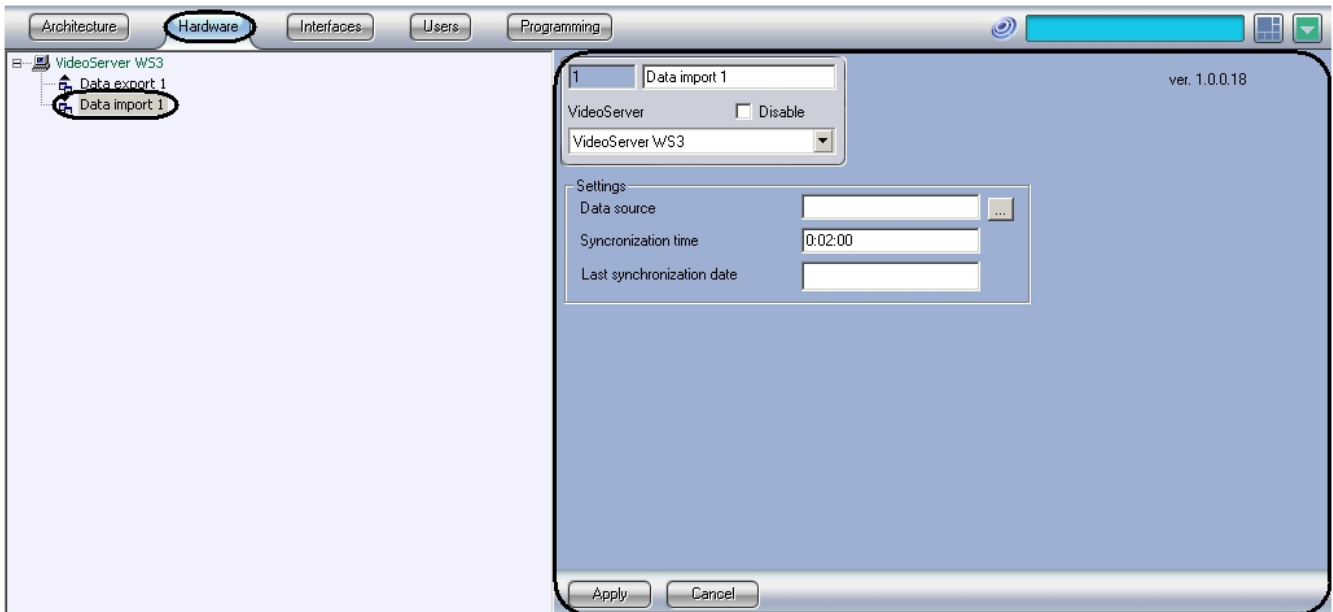 Architecture Hardware Interfaces Users Programming
VideoServer WS3
Data export 1
Data import 1
1 Data import 1 ver. 1.0.0.18
VideoServer Disable
VideoServer WS3
Settings
Data source ...
Syncronization time 0:02:00
Last synchronization date
Apply Cancel